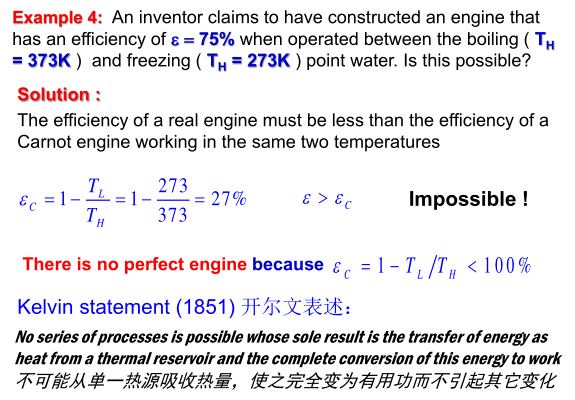 Example 4: An inventor claims to have constructed an engine that
has an efficiency of ε = 75% when operated between the boiling ( T_H
= 373K ) and freezing ( T_H = 273K ) point water. Is this possible?
Solution :
The efficiency of a real engine must be less than the efficiency of a
Carnot engine working in the same two temperatures
ε_C = 1 − T_L/T_H = 1 − 273/373 = 27% ε > ε_C Impossible !
There is no perfect engine because ε_C = 1 − T_L/T_H < 100%
Kelvin statement (1851) 开尔文表述：
No series of processes is possible whose sole result is the transfer of energy as
heat from a thermal reservoir and the complete conversion of this energy to work
不可能从单一热源吸收热量，使之完全变为有用功而不引起其它变化